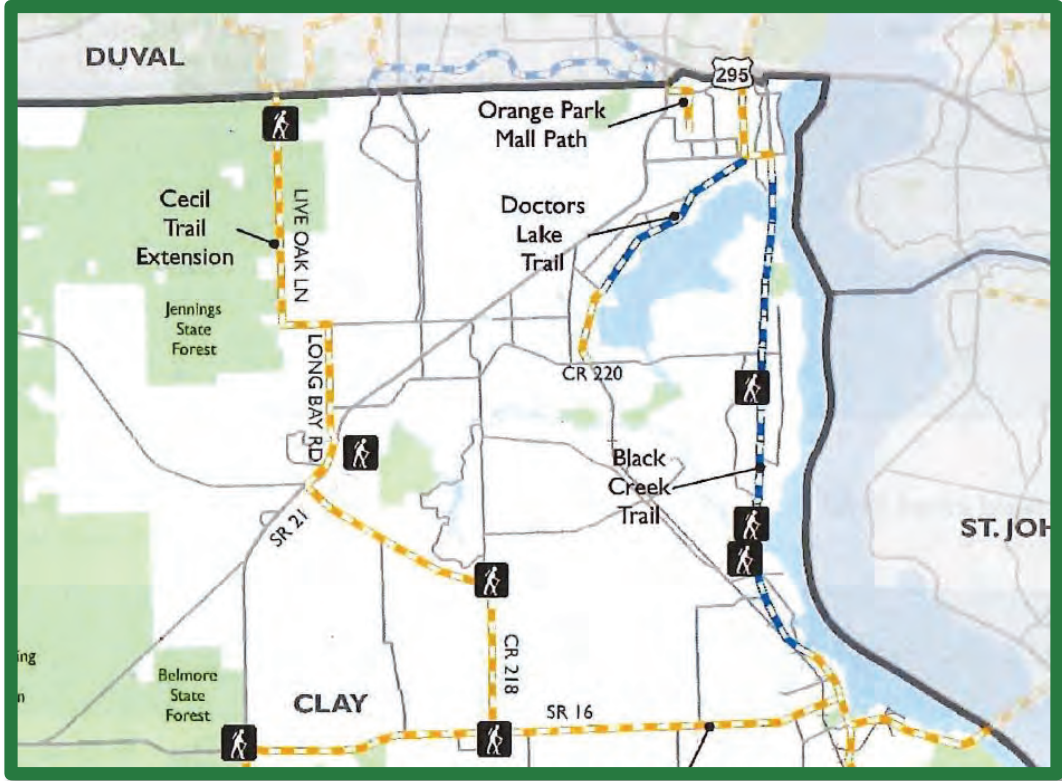 DUVAL
295
Orange Park
Mall Path
Cecil
Trail
Extension
LIVE OAK LN
Doctors
Lake
Trail
Jennings
State
Forest
LONG BAY RD
CR 220
Black
Creek
Trail
SR 21
ST. JOH
CR 218
ing
n
Belmore
State
Forest
CLAY
SR 16